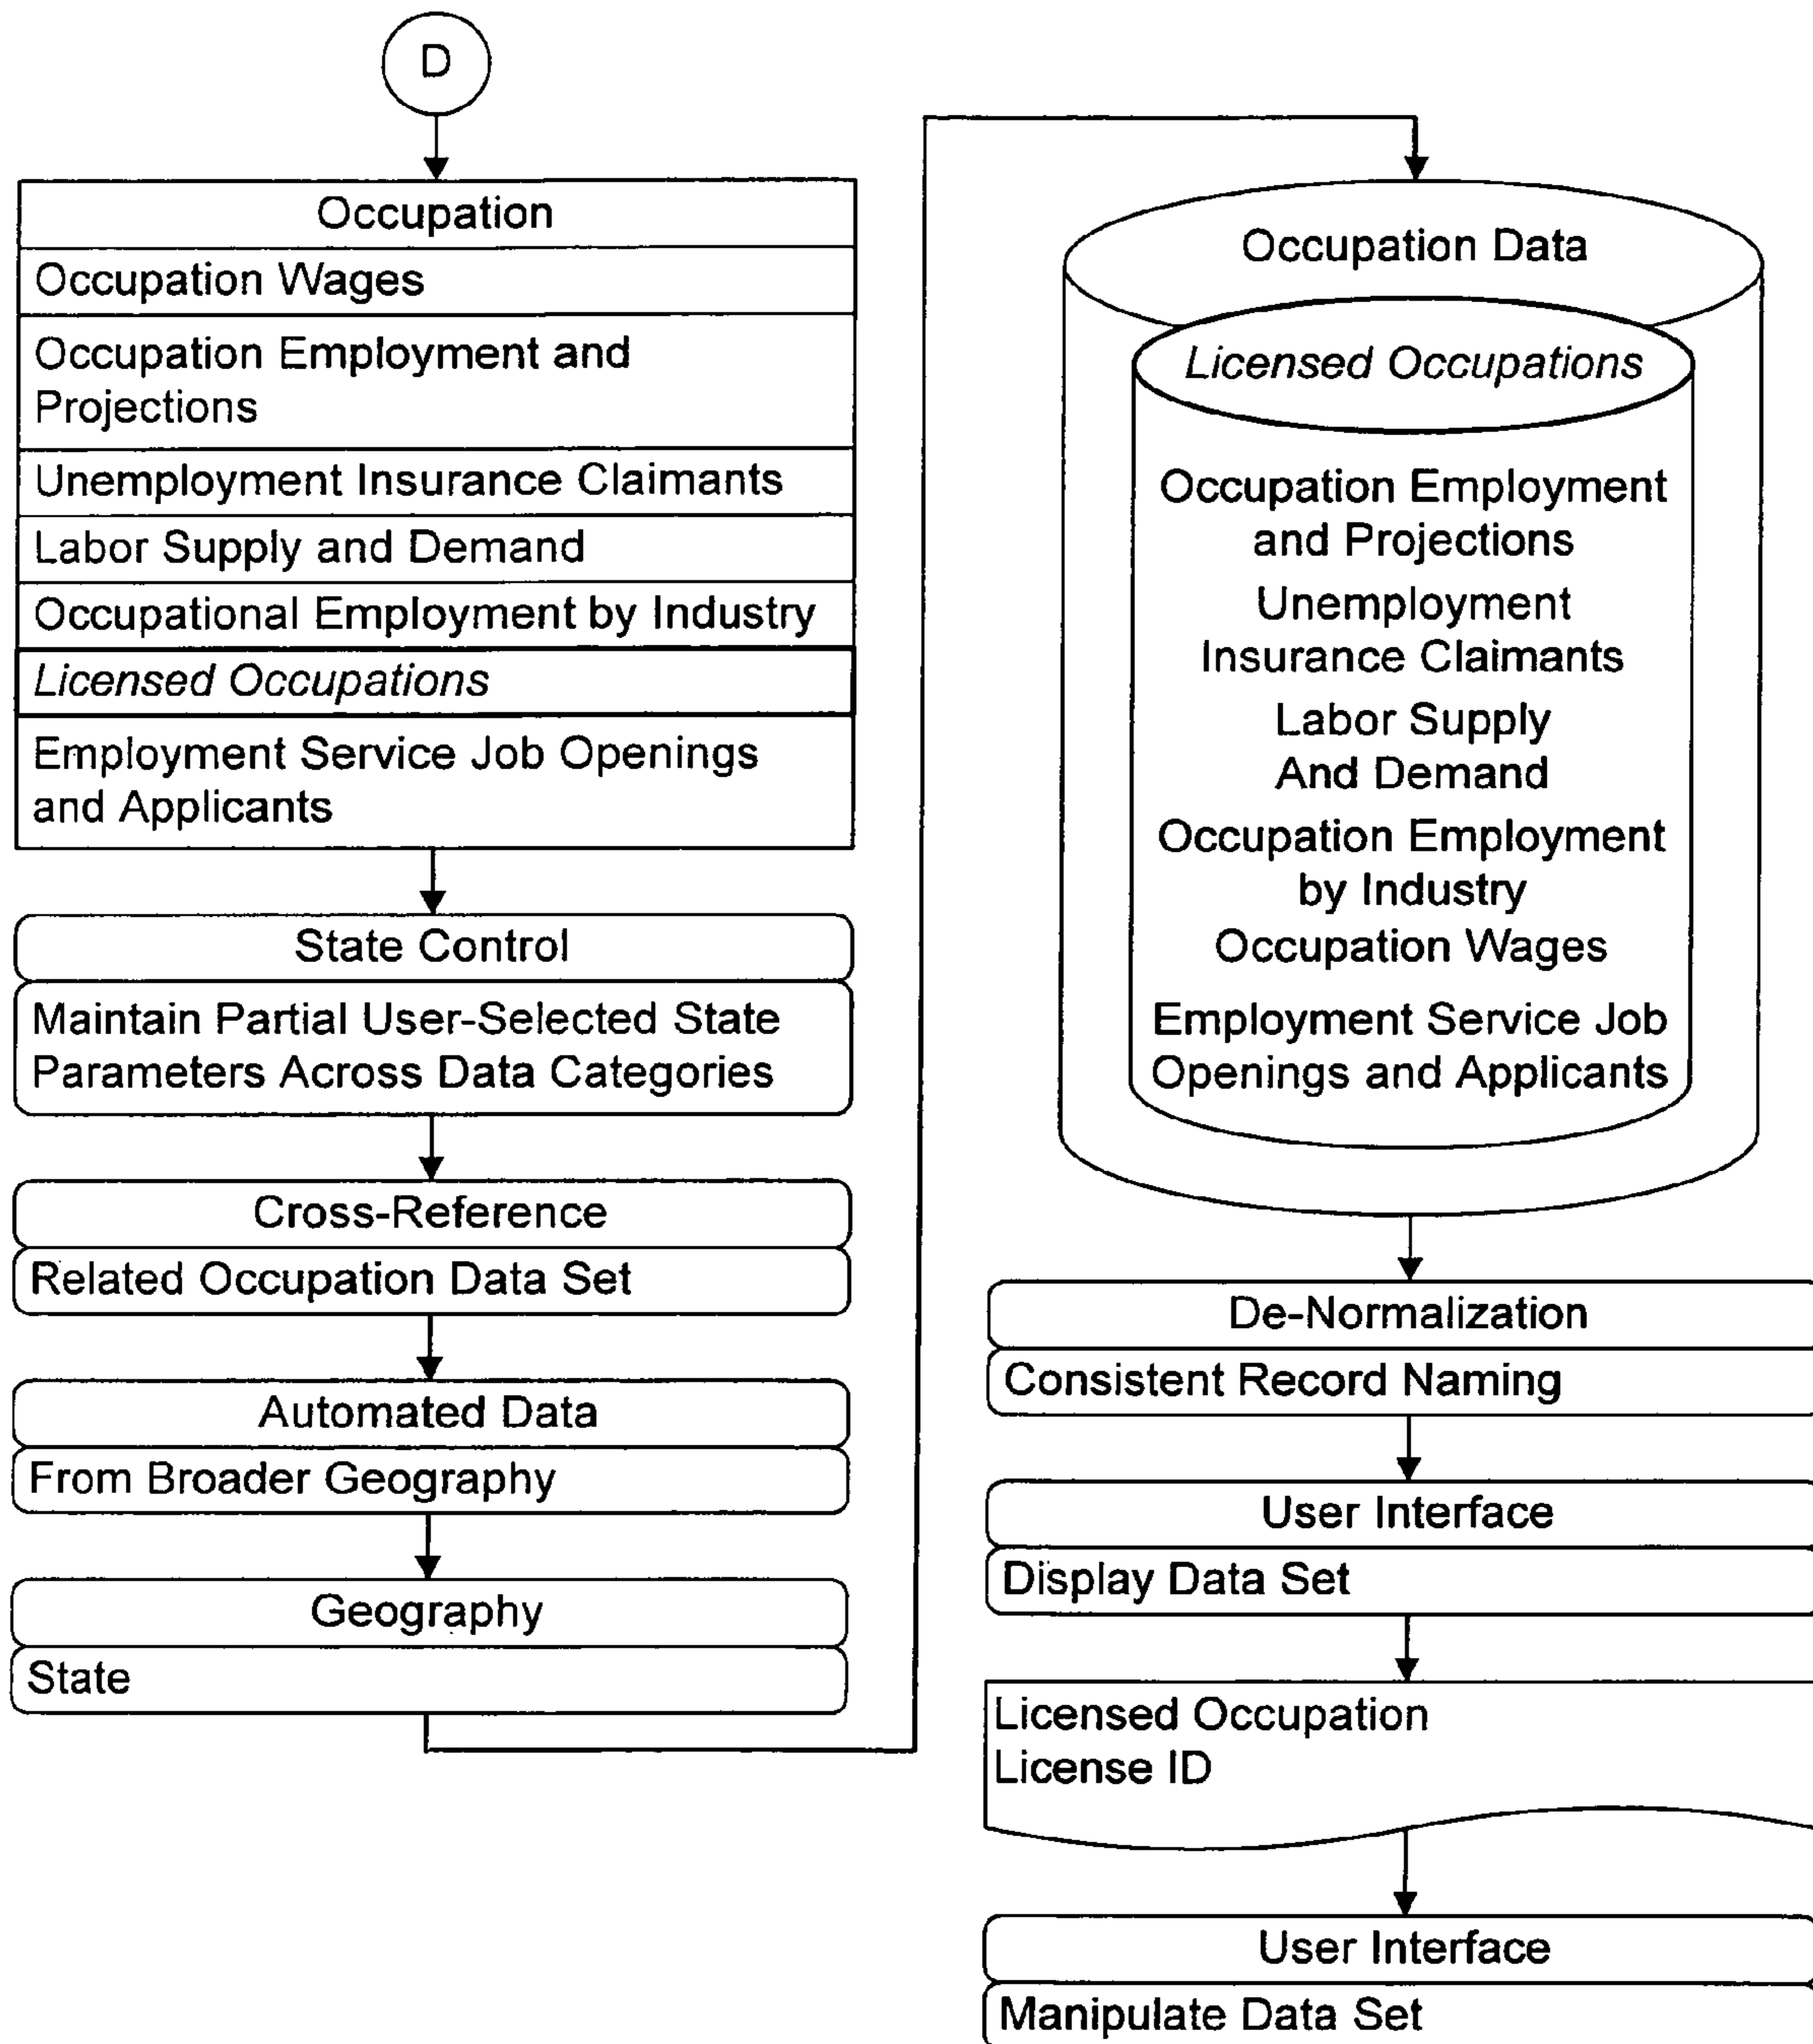 D
Occupation
Occupation Wages
Occupation Employment and
Projections
Unemployment Insurance Claimants
Labor Supply and Demand
Occupational Employment by Industry
Licensed Occupations
Employment Service Job Openings
and Applicants
State Control
Maintain Partial User-Selected State
Parameters Across Data Categories
Cross-Reference
Related Occupation Data Set
Automated Data
From Broader Geography
Geography
State
Occupation Data
Licensed Occupations
Occupation Employment
and Projections
Unemployment
Insurance Claimants
Labor Supply
And Demand
Occupation Employment
by Industry
Occupation Wages
Employment Service Job
Openings and Applicants
De-Normalization
Consistent Record Naming
User Interface
Display Data Set
Licensed Occupation
License ID
User Interface
Manipulate Data Set